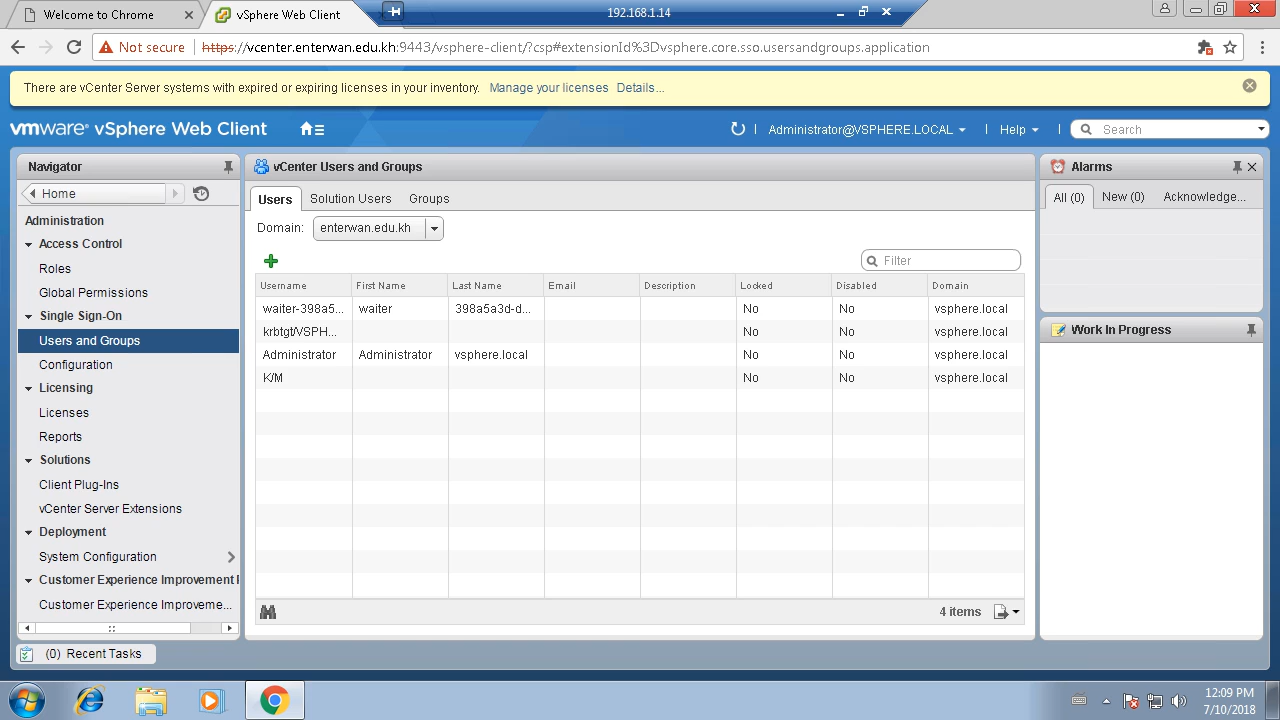 Welcome to Chrome
vSphere Web Client
192.168.1.14
Not secure
https://vcenter.enterwan.edu.kh:9443/vsphere-client/?csp#extensionId%3Dvsphere.core.sso.usersandgroups.application
There are vCenter Server systems with expired or expiring licenses in your inventory. Manage your licenses Details...
vmware® vSphere Web Client
Administrator@VSPHERE.LOCAL
Help
Search
Navigator
Home
Administration
Access Control
Roles
Global Permissions
Single Sign-On
Users and Groups
Configuration
Licensing
Licenses
Reports
Solutions
Client Plug-Ins
vCenter Server Extensions
Deployment
System Configuration
Customer Experience Improvement
Customer Experience Improveme...
vCenter Users and Groups
Users Solution Users Groups
Domain: enterwan.edu.kh
Filter
Username First Name Last Name Email Description Locked Disabled Domain
waiter-398a5... waiter 398a5a3d-d... No No vsphere.local
krbtgt/VSPH... No No vsphere.local
Administrator Administrator vsphere.local No No vsphere.local
K/M No No vsphere.local
4 items
Alarms
All (0) New (0) Acknowledge...
Work In Progress
(0) Recent Tasks
12:09 PM
7/10/2018